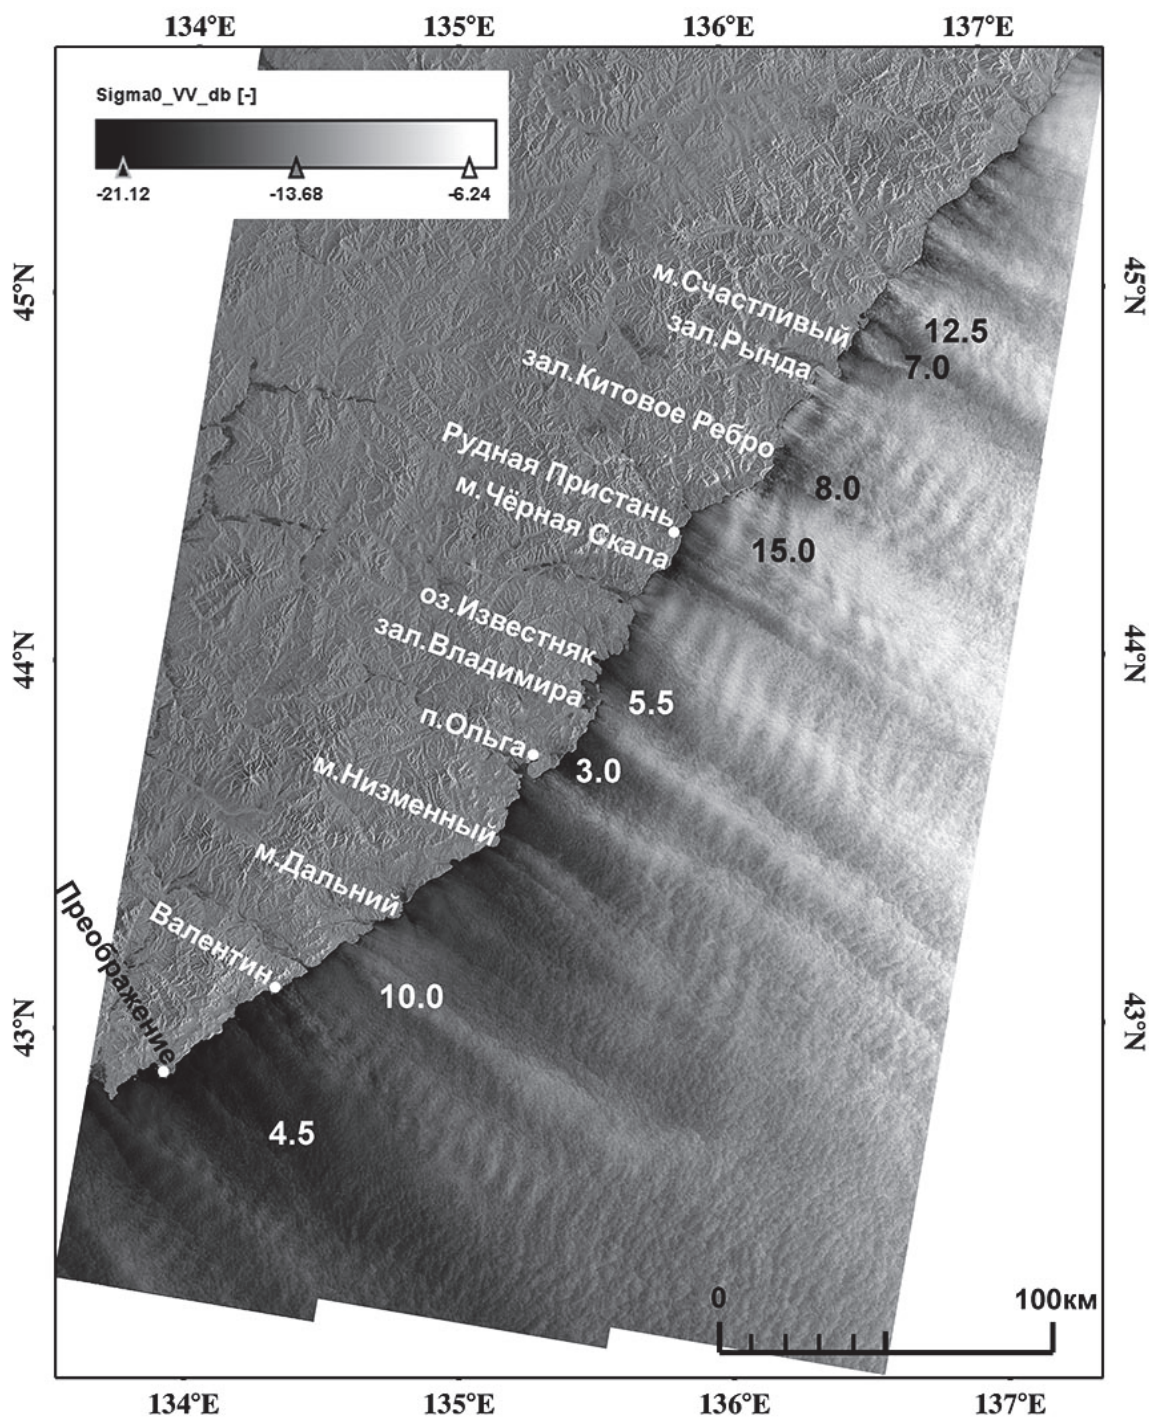 134°E 135°E 136°E 137°E
Sigma0_VV_db [-]
-21.12 -13.68 -6.24
45°N 45°N
м.Счастливый
12.5
зал.Рында
7.0
зал.Китовое Ребро
Рудная Пристань
8.0
м.Чёрная Скала
15.0
оз.Известняк
44°N 44°N
зал.Владимира
5.5
п.Ольга
3.0
м.Низменный
м.Дальний
Преображение
Валентин
10.0
43°N 43°N
4.5
0 100км
134°E 135°E 136°E 137°E